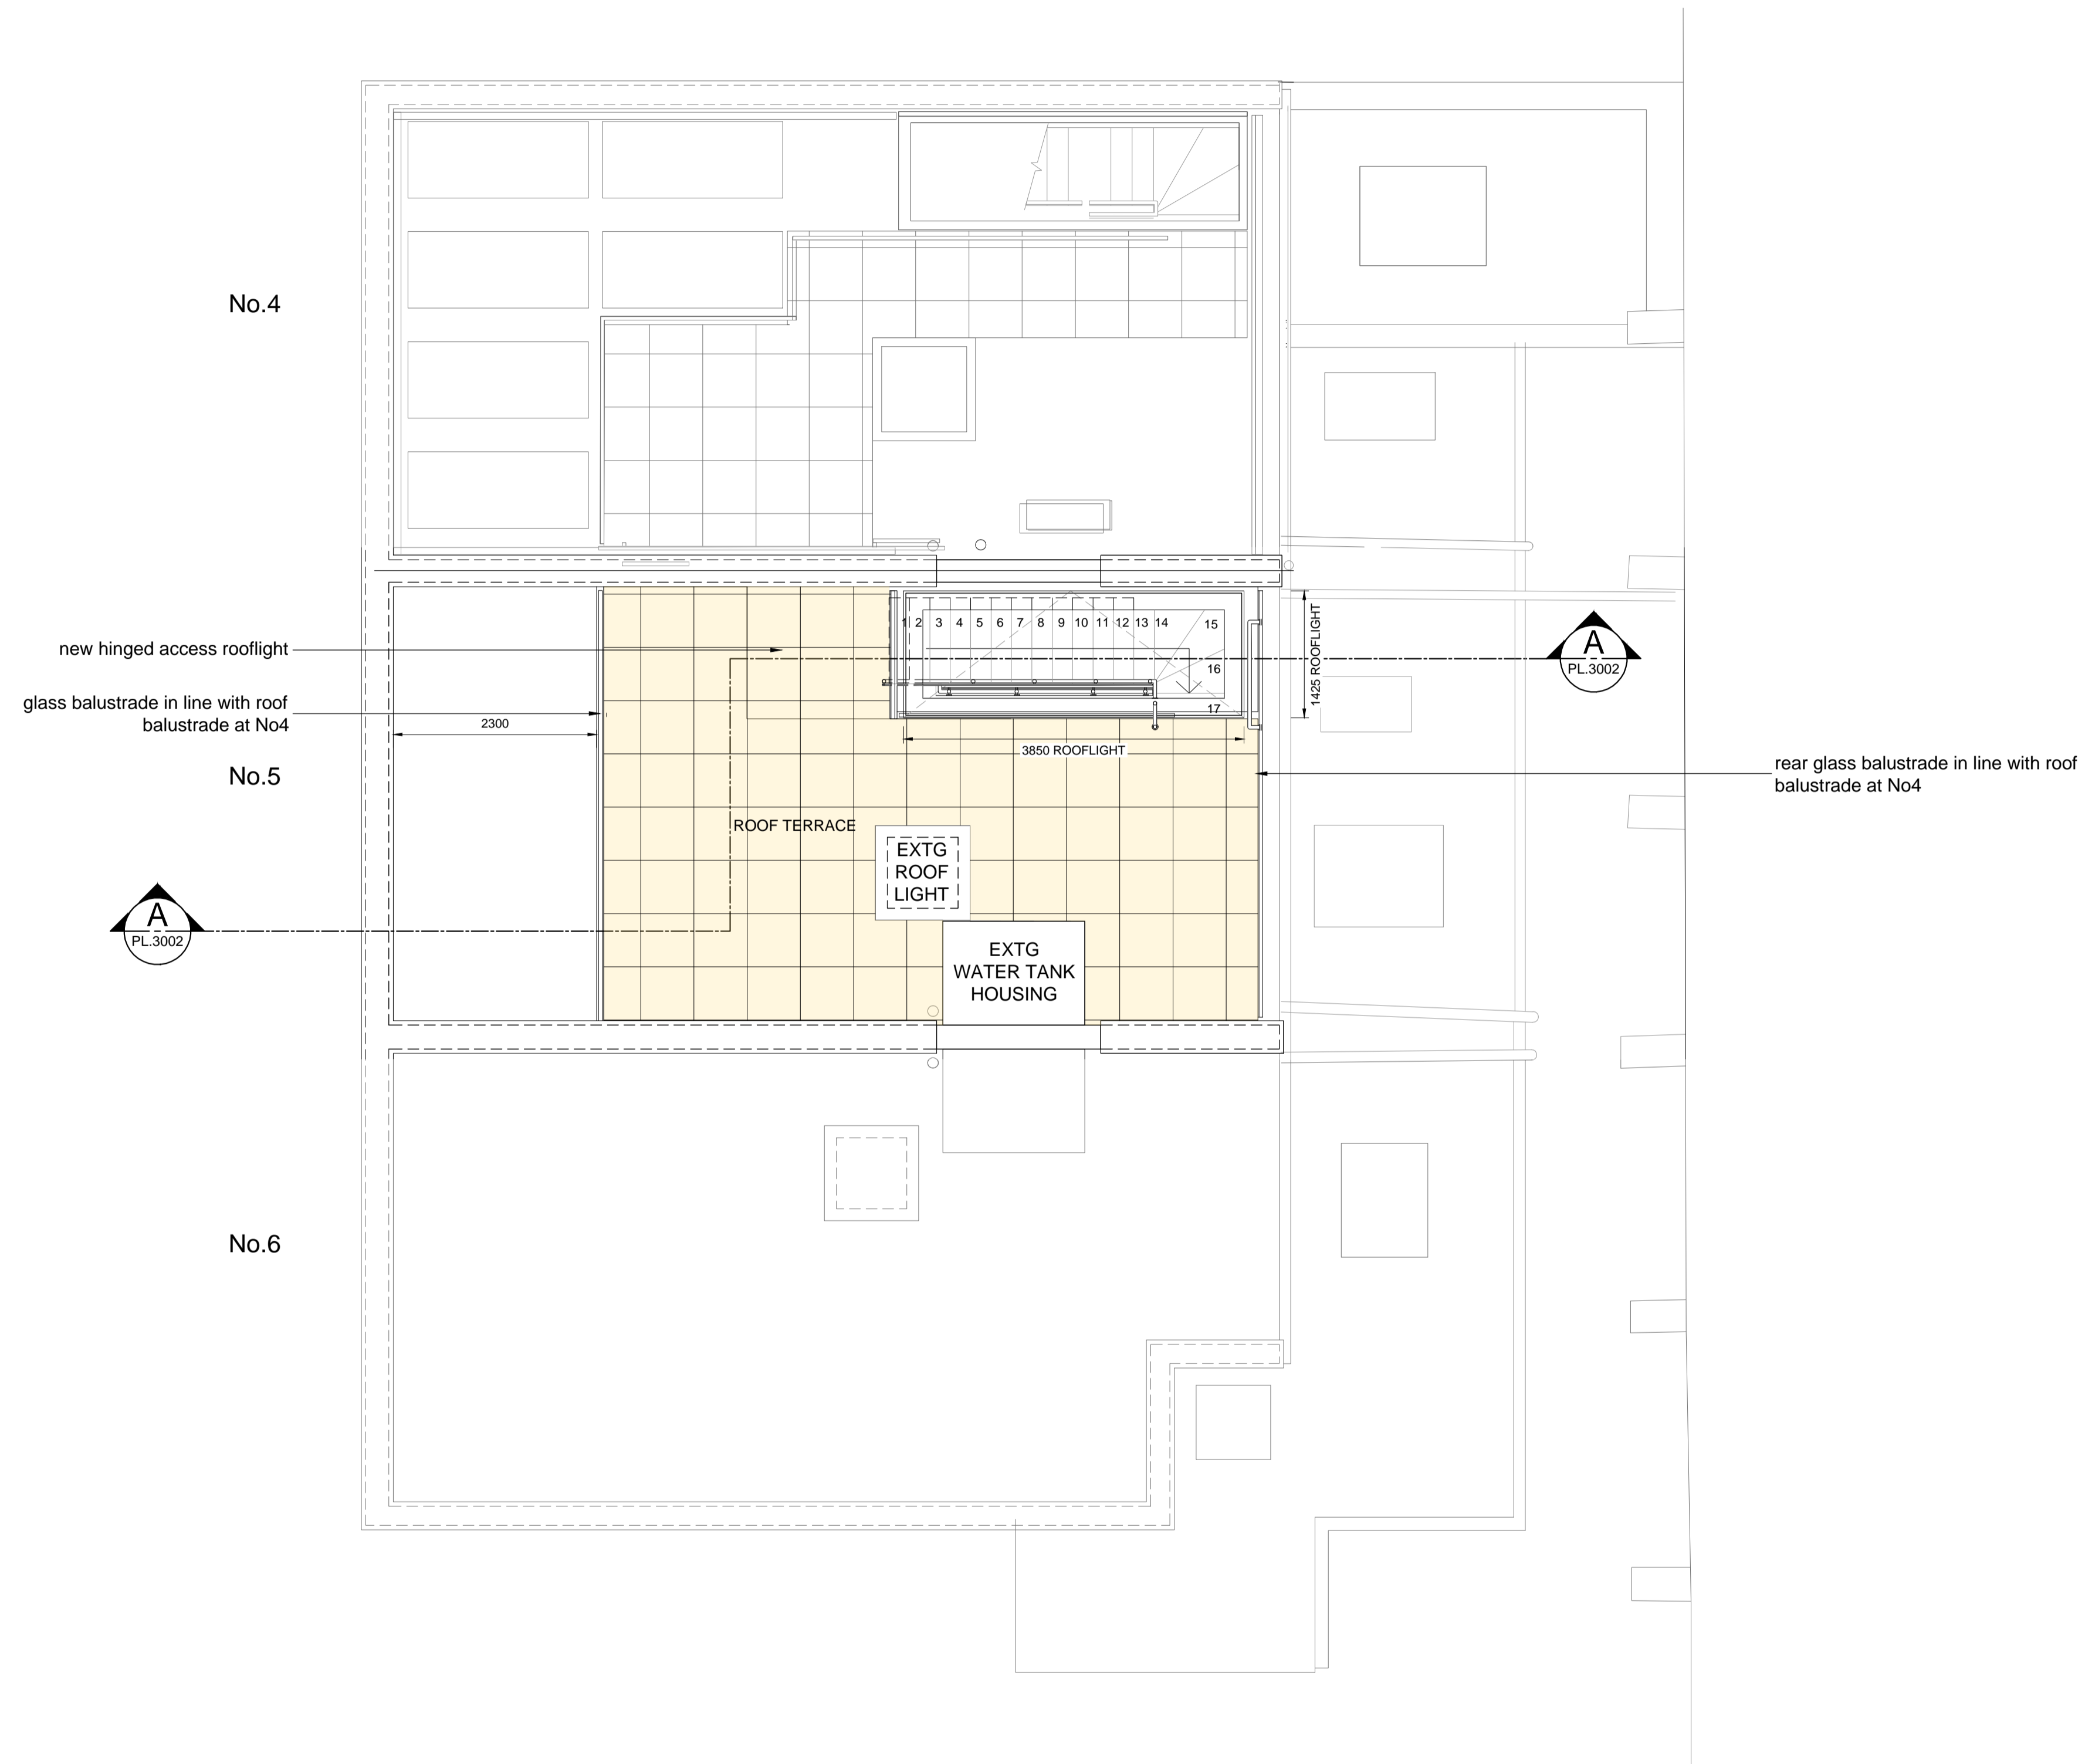 No.4
1 2 3 4 5 6 7 8 9 10 11 12 13 14 15
16
17
1425 ROOFLIGHT
A
PL.3002
new hinged access rooflight
glass balustrade in line with roof
balustrade at No4
2300
3850 ROOFLIGHT
No.5
rear glass balustrade in line with roof
balustrade at No4
ROOF TERRACE
EXTG
ROOF
LIGHT
A
PL.3002
EXTG
WATER TANK
HOUSING
No.6